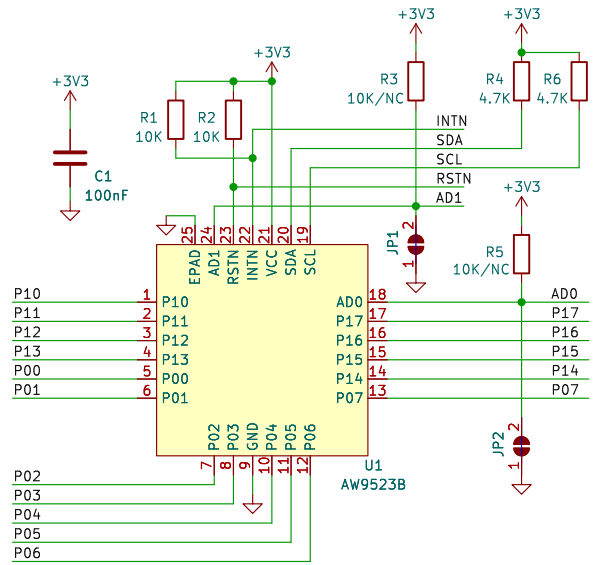 +3V3
+3V3
+3V3
+3V3
R1
10K
R2
10K
R3
10K/NC
R4
4.7K
R6
4.7K
C1
100nF
INTN
SDA
SCL
RSTN
AD1
+3V3
JP1
2
1
R5
10K/NC
25
24
23
22
21
20
19
EPAD
AD1
RSTN
INTN
VCC
SDA
SCL
P10 1 P10
P11 2 P11
P12 3 P12
P13 4 P13
P00 5 P00
P01 6 P01
AD0 18 AD0
P17 17 P17
P16 16 P16
P15 15 P15
P14 14 P14
P07 13 P07
P02
P03
GND
P04
P05
P06
7
8
9
10
11
12
U1
AW9523B
JP2
2
1
P02
P03
P04
P05
P06